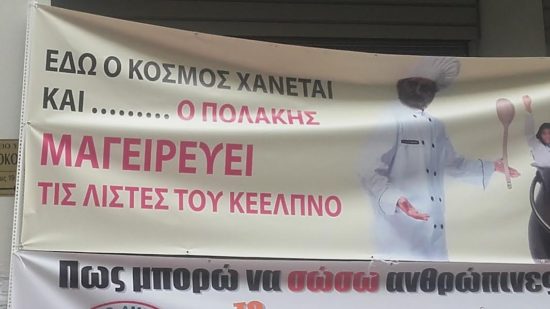 ΕΔΩ Ο ΚΟΣΜΟΣ ΧΑΝΕΤΑΙ
ΚΑΙ ......... Ο ΠΟΛΑΚΗΣ
ΜΑΓΕΙΡΕΥΕΙ
ΤΙΣ ΛΙΣΤΕΣ ΤΟΥ ΚΕΕΛΠΝΟ
Πως μπορώ να σώσω ανθρώπινες